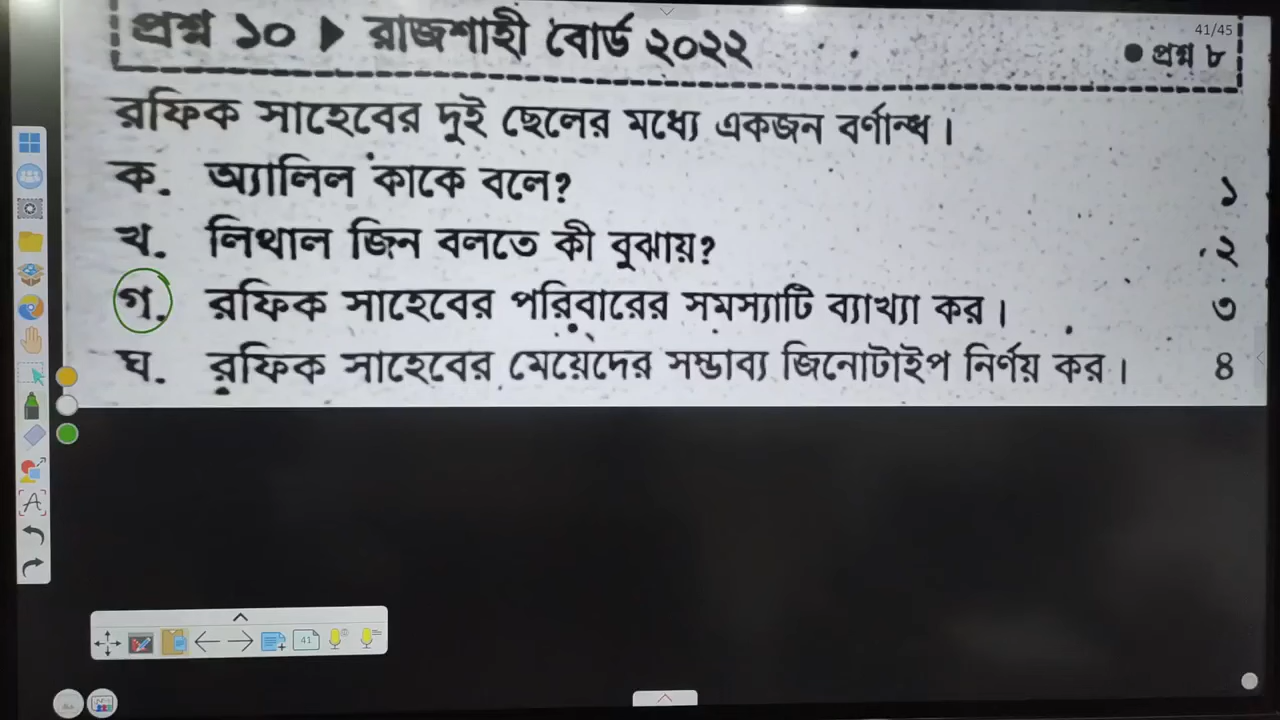 41/45
প্রশ্ন ১০ ▶ রাজশাহী বোর্ড ২০২২ ● প্রশ্ন ৮
রফিক সাহেবের দুই ছেলের মধ্যে একজন বর্ণান্ধ।
ক. অ্যালিল কাকে বলে? ১
খ. লিথাল জিন বলতে কী বুঝায়? ২
গ. রফিক সাহেবের পরিবারের সমস্যাটি ব্যাখ্যা কর। ৩
ঘ. রফিক সাহেবের মেয়েদের সম্ভাব্য জিনোটাইপ নির্ণয় কর। ৪
A
41